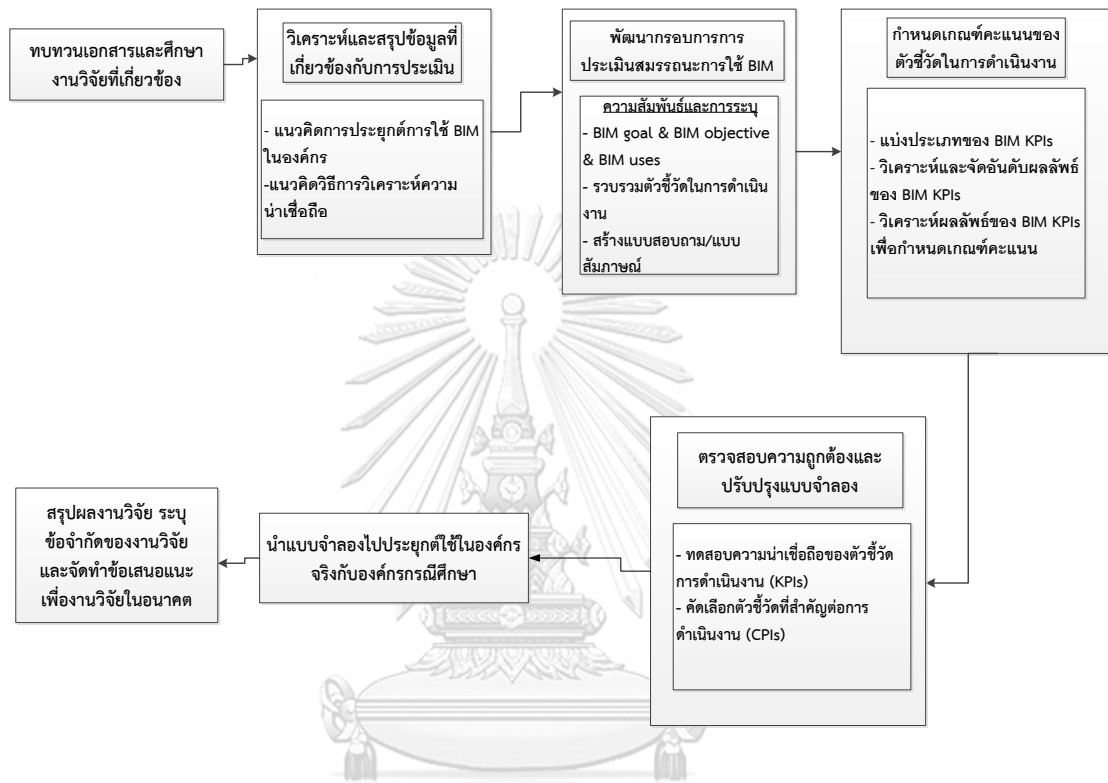 ทบทวนเอกสารและศึกษา
งานวิจัยที่เกี่ยวข้อง
วิเคราะห์และสรุปข้อมูลที่
เกี่ยวข้องกับการประเมิน
- แนวคิดการประยุกต์การใช้ BIM
ในองค์กร
-แนวคิดวิธีการวิเคราะห์ความ
น่าเชื่อถือ
พัฒนากรอบการการ
ประเมินสมรรถนะการใช้ BIM
ความสัมพันธ์และการระบุ
- BIM goal & BIM objective
& BIM uses
- รวบรวมตัวชี้วัดในการดำเนิน
งาน
- สร้างแบบสอบถาม/แบบ
สัมภาษณ์
กำหนดเกณฑ์คะแนนของ
ตัวชี้วัดในการดำเนินงาน
- แบ่งประเภทของ BIM KPIs
- วิเคราะห์และจัดอันดับผลลัพธ์
ของ BIM KPIs
- วิเคราะห์ผลลัพธ์ของ BIM KPIs
เพื่อกำหนดเกณฑ์คะแนน
ตรวจสอบความถูกต้องและ
ปรับปรุงแบบจำลอง
- ทดสอบความน่าเชื่อถือของตัวชี้วัด
การดำเนินงาน (KPIs)
- คัดเลือกตัวชี้วัดที่สำคัญต่อการ
ดำเนินงาน (CPIs)
นำแบบจำลองไปประยุกต์ใช้ในองค์กร
จริงกับองค์กรกรณีศึกษา
สรุปผลงานวิจัย ระบุ
ข้อจำกัดของงานวิจัย
และจัดทำข้อเสนอแนะ
เพื่องานวิจัยในอนาคต